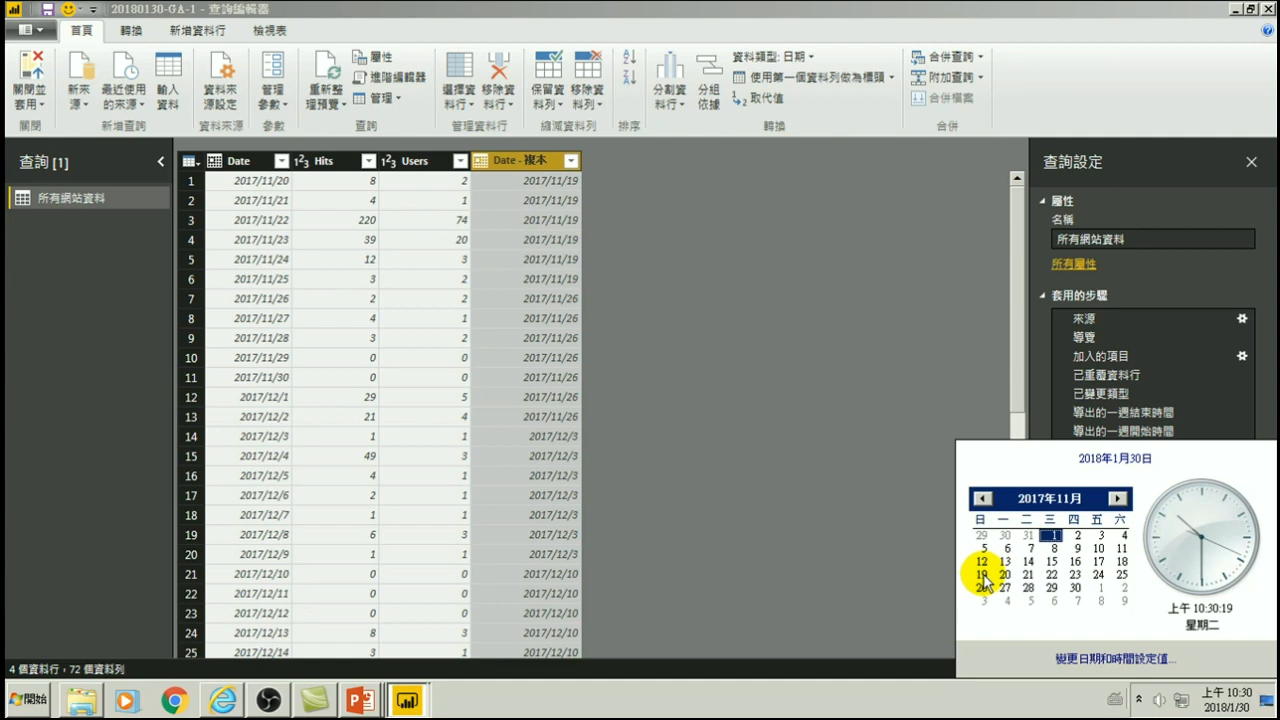 20180130-GA-1 - 查詢編輯器
首頁 轉換 新增資料行 檢視表
關閉並套用 新來源 最近使用的來源 輸入資料 資料來源設定 管理參數 重新整理預覽 屬性 進階編輯器 管理 選擇資料行 移除資料行 保留資料列 移除資料列 分割資料行 分組依據 資料類型: 日期 使用第一個資料列做為標頭 取代值 合併查詢 附加查詢 合併檔案
關閉 新增查詢 資料來源 參數 查詢 管理資料行 縮減資料列 排序 轉換 合併
查詢 [1]
所有網站資料
Date Hits Users Date - 複本
1 2017/11/20 8 2 2017/11/19
2 2017/11/21 4 1 2017/11/19
3 2017/11/22 220 74 2017/11/19
4 2017/11/23 39 20 2017/11/19
5 2017/11/24 12 3 2017/11/19
6 2017/11/25 3 2 2017/11/19
7 2017/11/26 2 2 2017/11/26
8 2017/11/27 4 1 2017/11/26
9 2017/11/28 3 2 2017/11/26
10 2017/11/29 0 0 2017/11/26
11 2017/11/30 0 0 2017/11/26
12 2017/12/1 29 5 2017/11/26
13 2017/12/2 21 4 2017/11/26
14 2017/12/3 1 1 2017/12/3
15 2017/12/4 49 3 2017/12/3
16 2017/12/5 4 1 2017/12/3
17 2017/12/6 2 1 2017/12/3
18 2017/12/7 1 1 2017/12/3
19 2017/12/8 6 3 2017/12/3
20 2017/12/9 1 1 2017/12/3
21 2017/12/10 0 0 2017/12/10
22 2017/12/11 0 0 2017/12/10
23 2017/12/12 0 0 2017/12/10
24 2017/12/13 8 3 2017/12/10
25 2017/12/14 3 1 2017/12/10
查詢設定
屬性
名稱
所有網站資料
所有屬性
套用的步驟
來源
導覽
加入的項目
已重覆資料行
已變更類型
導出的一週結束時間
導出的一週開始時間
2018年1月30日
2017年11月
日 一 二 三 四 五 六
29 30 31 1 2 3 4
5 6 7 8 9 10 11
12 13 14 15 16 17 18
19 20 21 22 23 24 25
26 27 28 29 30 1 2
3 4 5 6 7 8 9
上午 10:30:19
星期二
變更日期和時間設定值...
4 個資料行，72 個資料列
開始
上午 10:30
2018/1/30